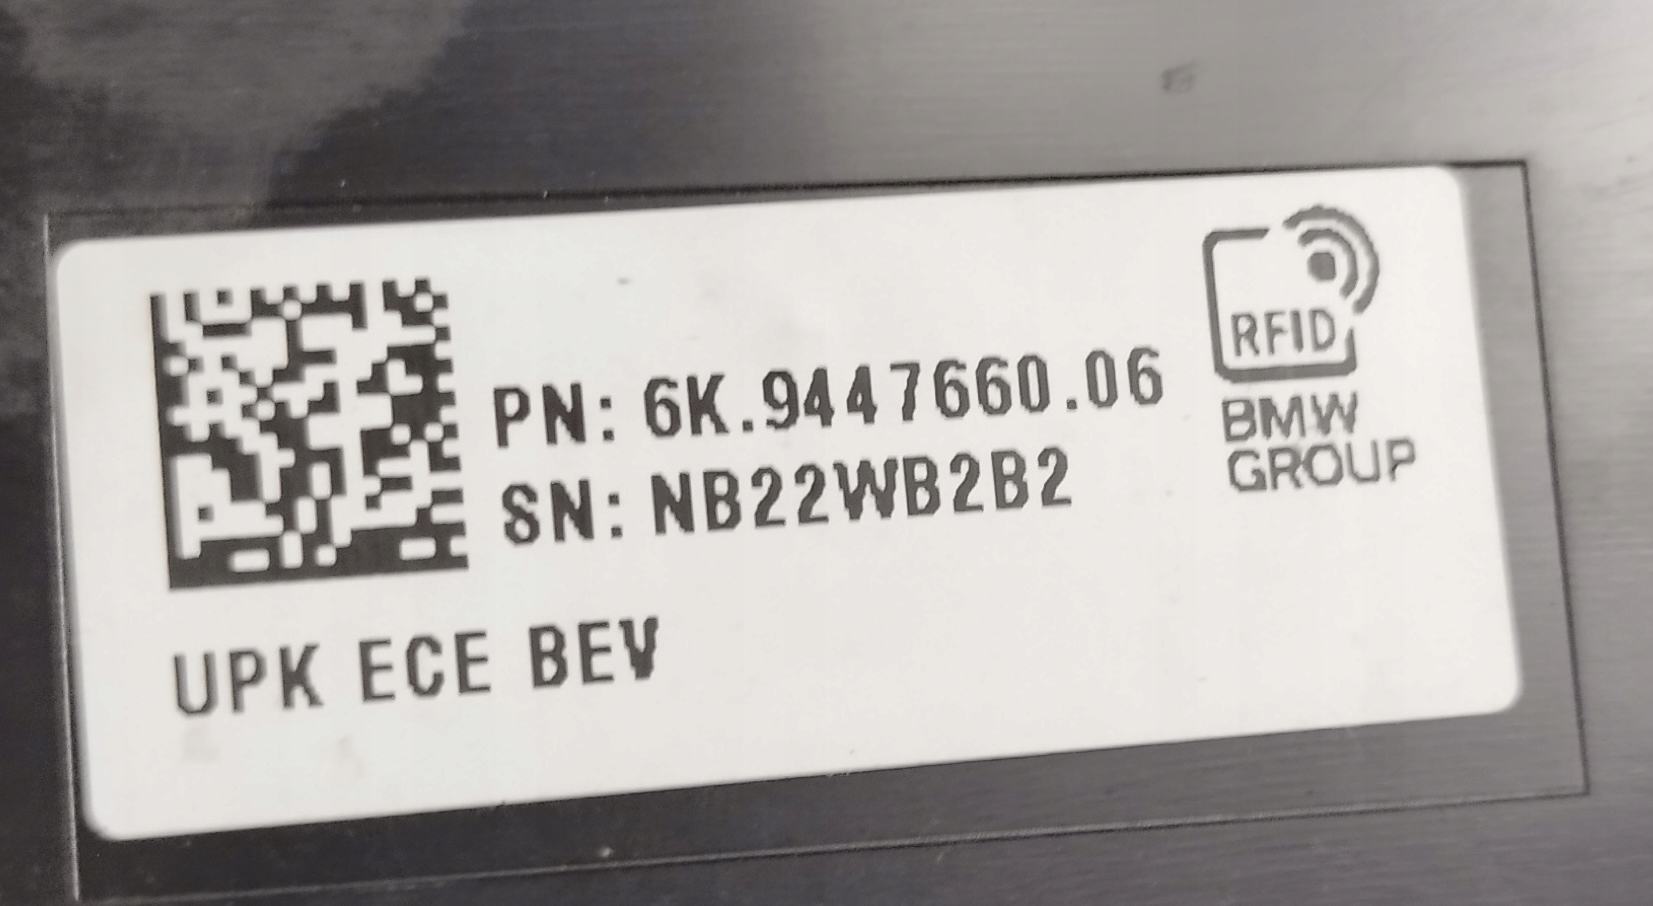 PN: 6K.9447660.06
SN: NB22WB2B2
UPK ECE BEV
RFID
BMW
GROUP